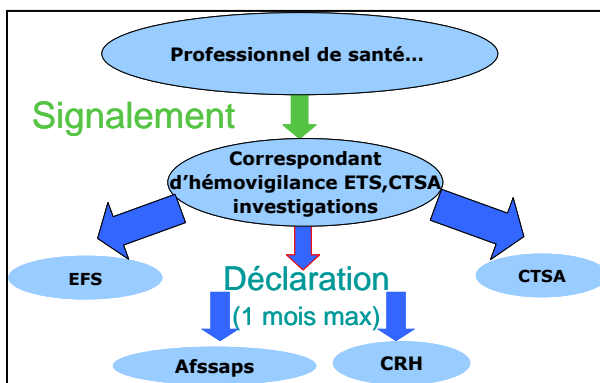 Professionnel de santé...
Signalement
Correspondant
d'hémovigilance ETS,CTSA
investigations
EFS
Déclaration
(1 mois max)
CTSA
Afssaps
CRH